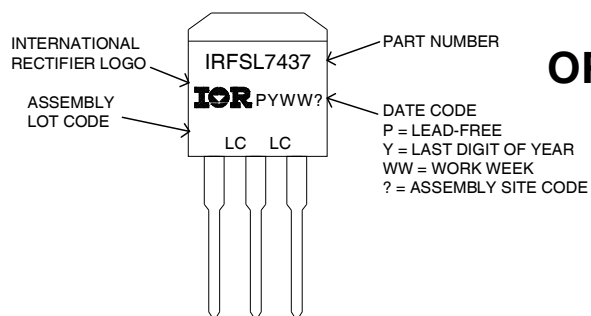 INTERNATIONAL
RECTIFIER LOGO
ASSEMBLY
LOT CODE
IRFSL7437
IOR PYWW?
LC LC
PART NUMBER
DATE CODE
P = LEAD-FREE
Y = LAST DIGIT OF YEAR
WW = WORK WEEK
? = ASSEMBLY SITE CODE